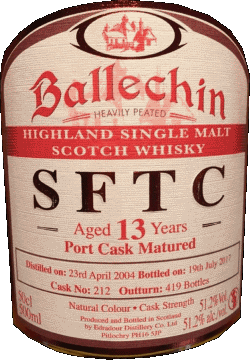 Ballechin
HEAVILY PEATED
HIGHLAND SINGLE MALT
SCOTCH WHISKY
S F T C
Aged 13 Years
Port Cask Matured
Distilled on: 23rd April 2004 Bottled on: 19th July 2017
Cask No: 212 Outturn: 419 Bottles
Natural Colour • Cask Strength
50cl
500ml
51.2% Vol
51.2% alc/vol
Produced and Bottled in Scotland
by Edradour Distillery Co. Ltd
Pitlochry PH16 5JP